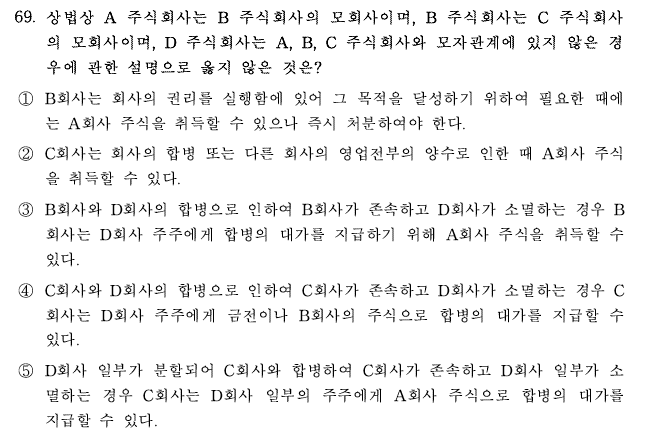 69. 상법상 A 주식회사는 B 주식회사의 모회사이며, B 주식회사는 C 주식회사
의 모회사이며, D 주식회사는 A, B, C 주식회사와 모자관계에 있지 않은 경
우에 관한 설명으로 옳지 않은 것은?
① B회사는 회사의 권리를 실행함에 있어 그 목적을 달성하기 위하여 필요한 때에
는 A회사 주식을 취득할 수 있으나 즉시 처분하여야 한다.
② C회사는 회사의 합병 또는 다른 회사의 영업전부의 양수로 인한 때 A회사 주식
을 취득할 수 있다.
③ B회사와 D회사의 합병으로 인하여 B회사가 존속하고 D회사가 소멸하는 경우 B
회사는 D회사 주주에게 합병의 대가를 지급하기 위해 A회사 주식을 취득할 수
있다.
④ C회사와 D회사의 합병으로 인하여 C회사가 존속하고 D회사가 소멸하는 경우 C
회사는 D회사 주주에게 금전이나 B회사의 주식으로 합병의 대가를 지급할 수
있다.
⑤ D회사 일부가 분할되어 C회사와 합병하여 C회사가 존속하고 D회사 일부가 소
멸하는 경우 C회사는 D회사 일부의 주주에게 A회사 주식으로 합병의 대가를
지급할 수 있다.